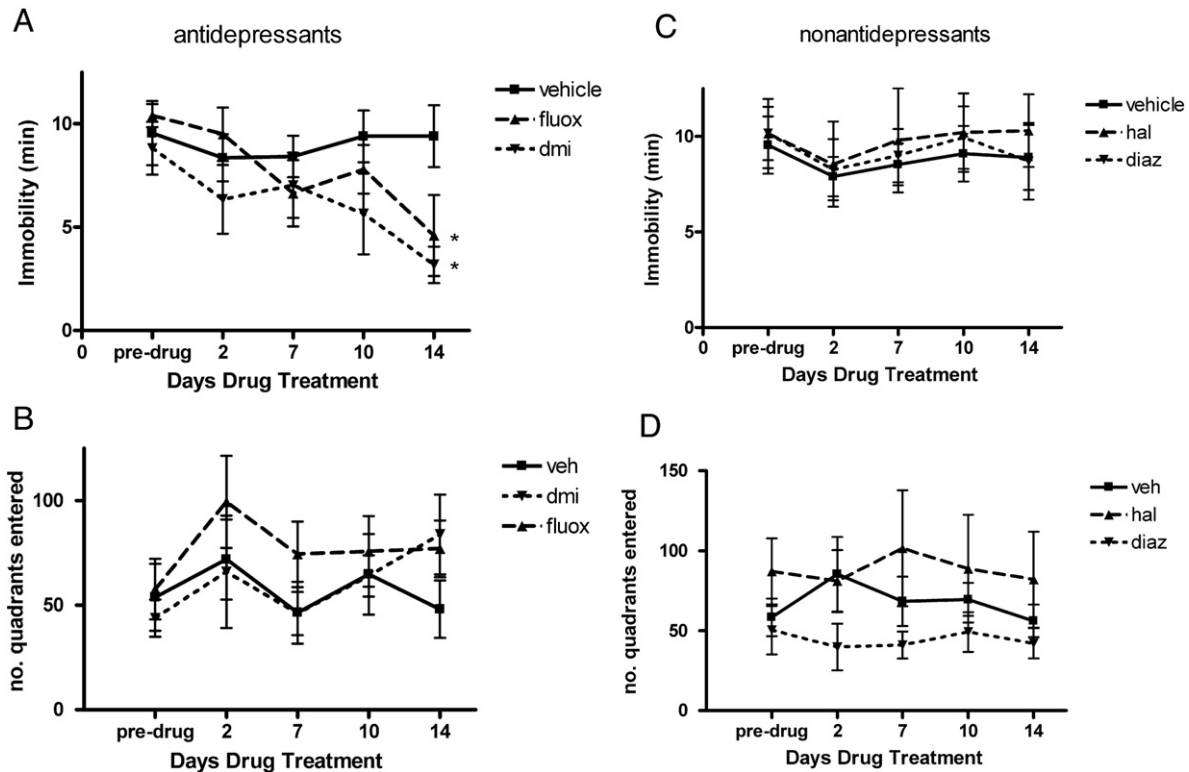 A
antidepressants
Immobility (min)
10
5
0
0
pre-drug 2 7 10 14
Days Drug Treatment
vehicle
fluox
dmi
*
*
C
nonantidepressants
Immobility (min)
10
5
0
0
pre-drug 2 7 10 14
Days Drug Treatment
vehicle
hal
diaz
B
no. quadrants entered
100
50
0
pre-drug 2 7 10 14
Days Drug Treatment
veh
dmi
fluox
D
no. quadrants entered
150
100
50
0
pre-drug 2 7 10 14
Days Drug Treatment
veh
hal
diaz